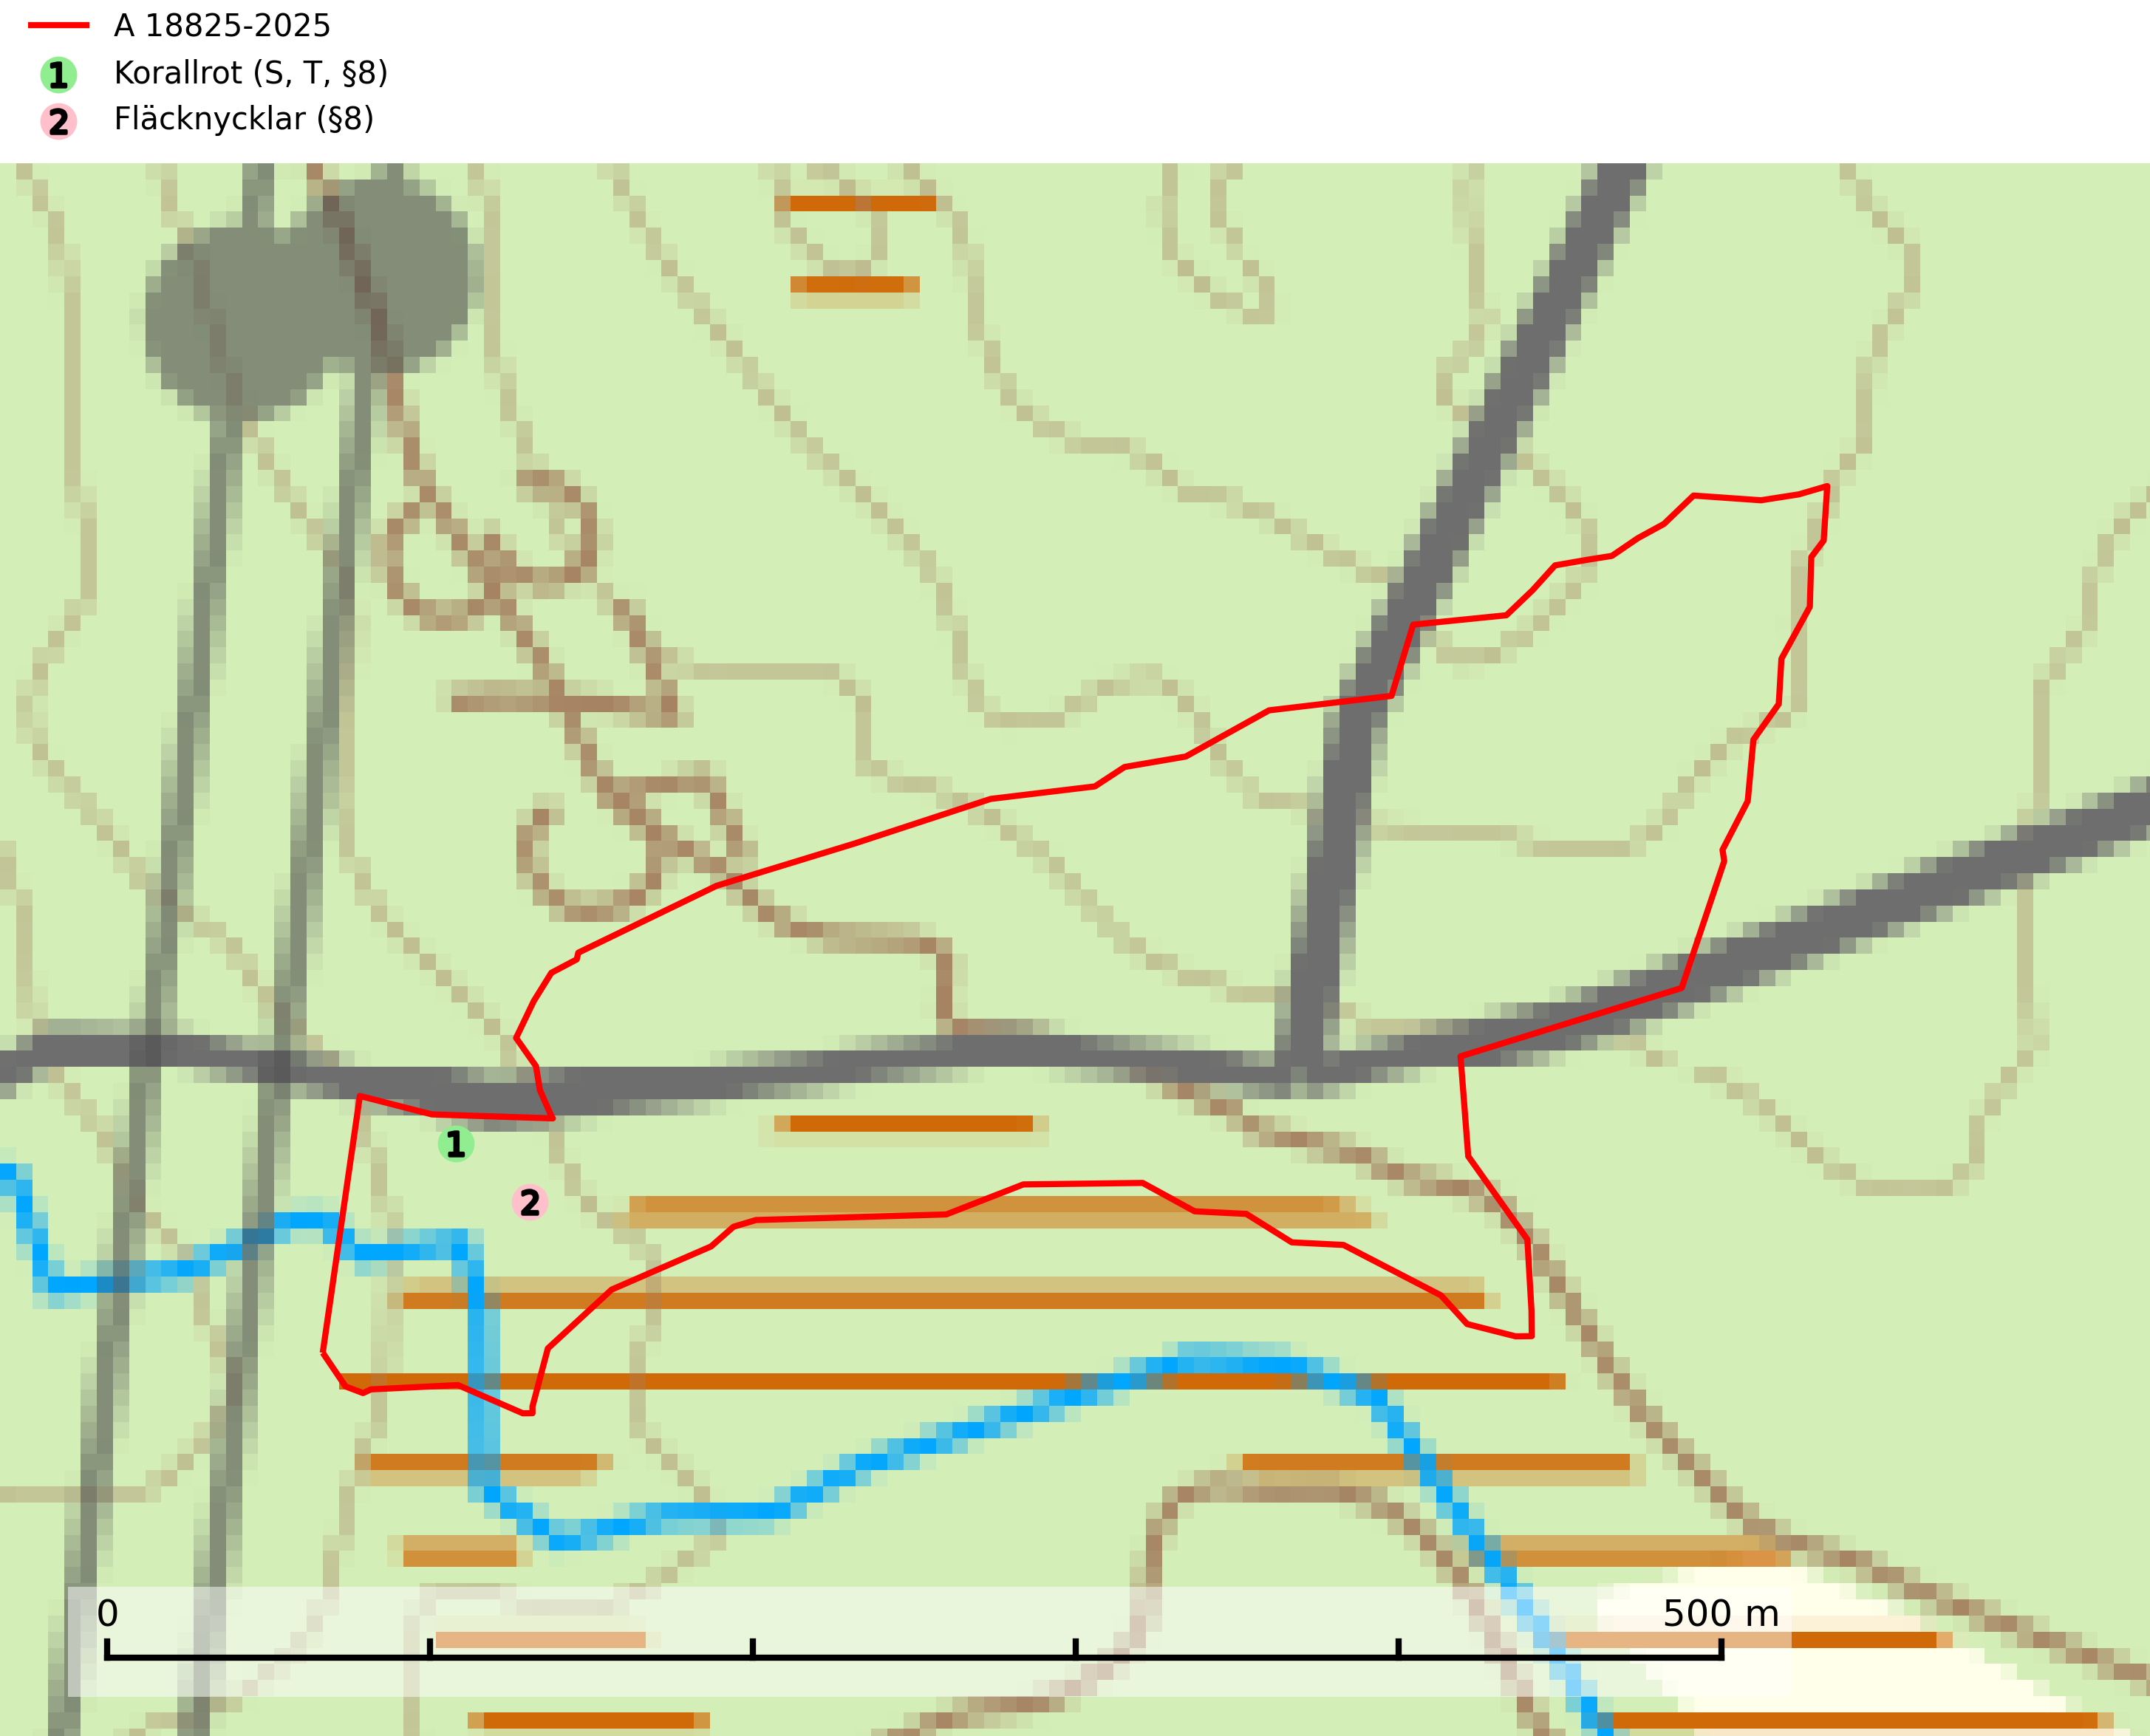 A 18825-2025
1 Korallrot (S, T, §8)
2 Fläcknycklar (§8)
1
2
0 500 m